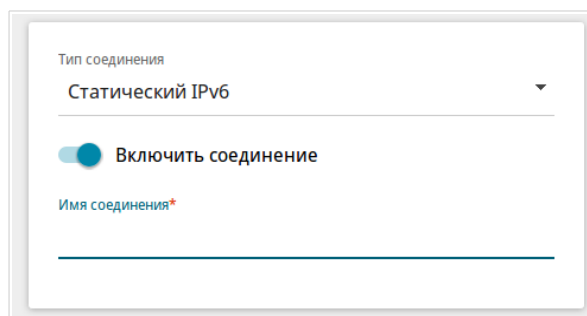 Тип соединения
Статический IPv6
Включить соединение
Имя соединения*